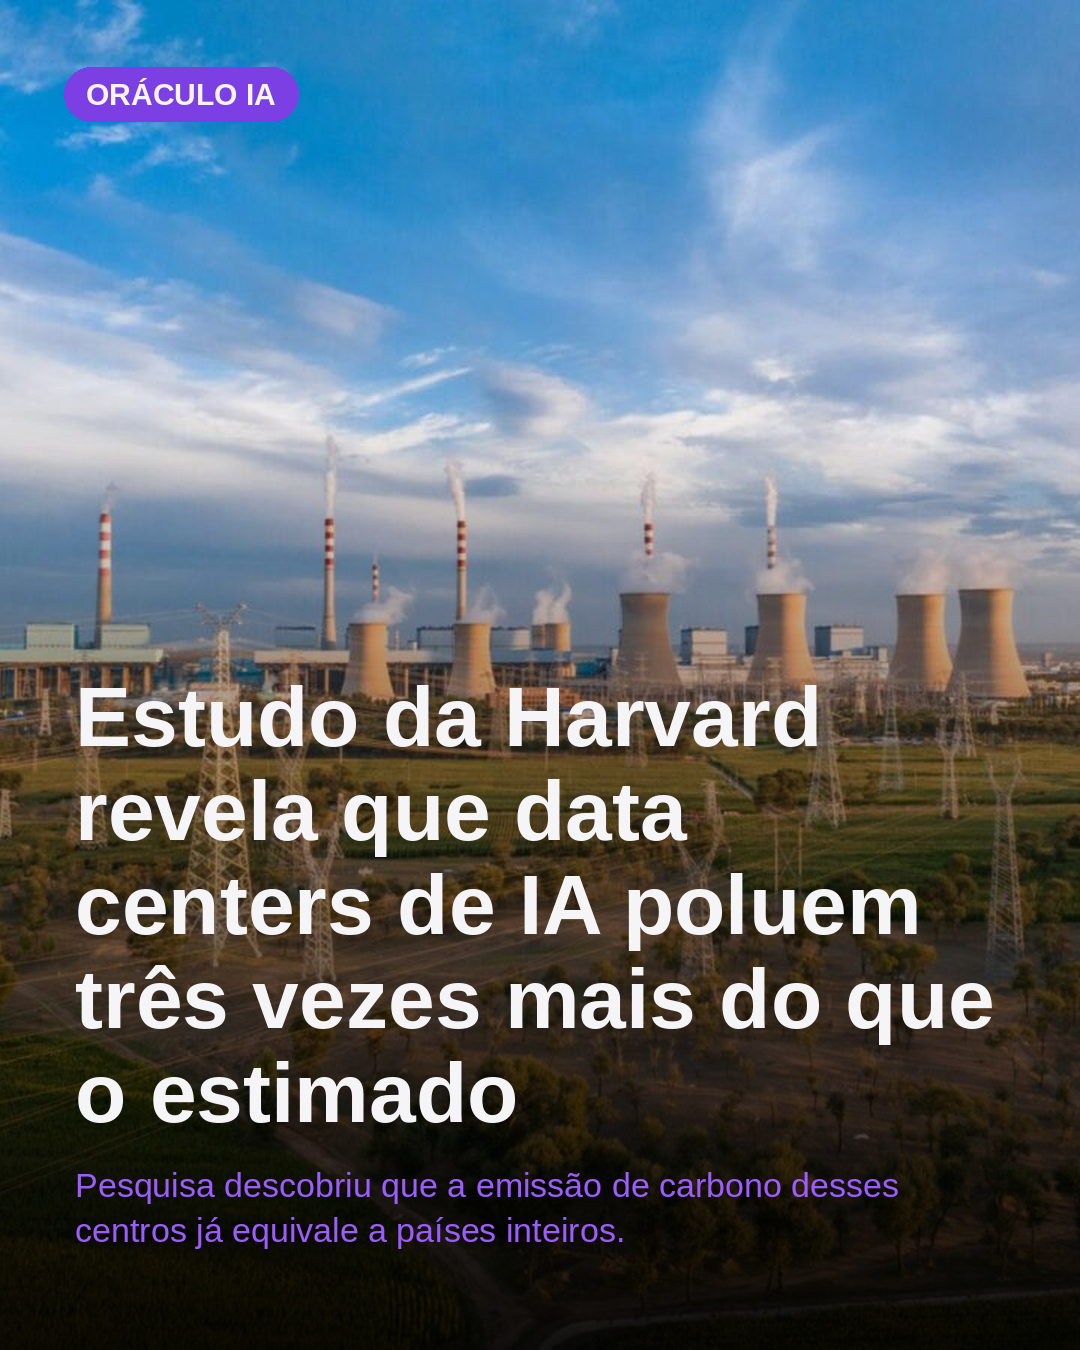 ORÁCULO IA
Estudo da Harvard
revela que data
centers de IA poluem
três vezes mais do que
o estimado
Pesquisa descobriu que a emissão de carbono desses
centros já equivale a países inteiros.